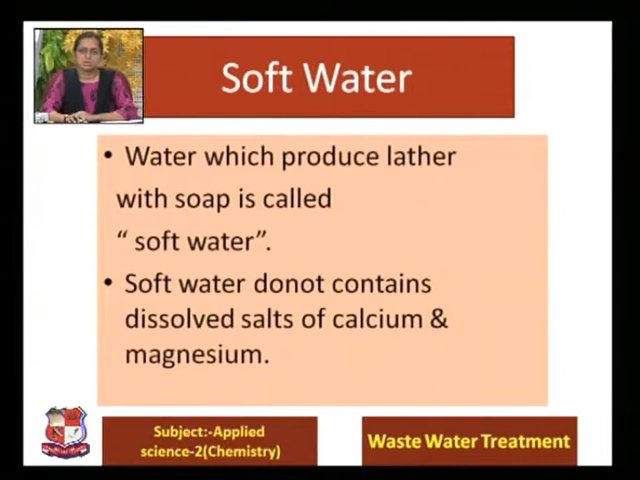 Soft Water
• Water which produce lather
with soap is called
“ soft water”.
• Soft water donot contains
dissolved salts of calcium &
magnesium.
Subject:-Applied
science-2(Chemistry)
Waste Water Treatment